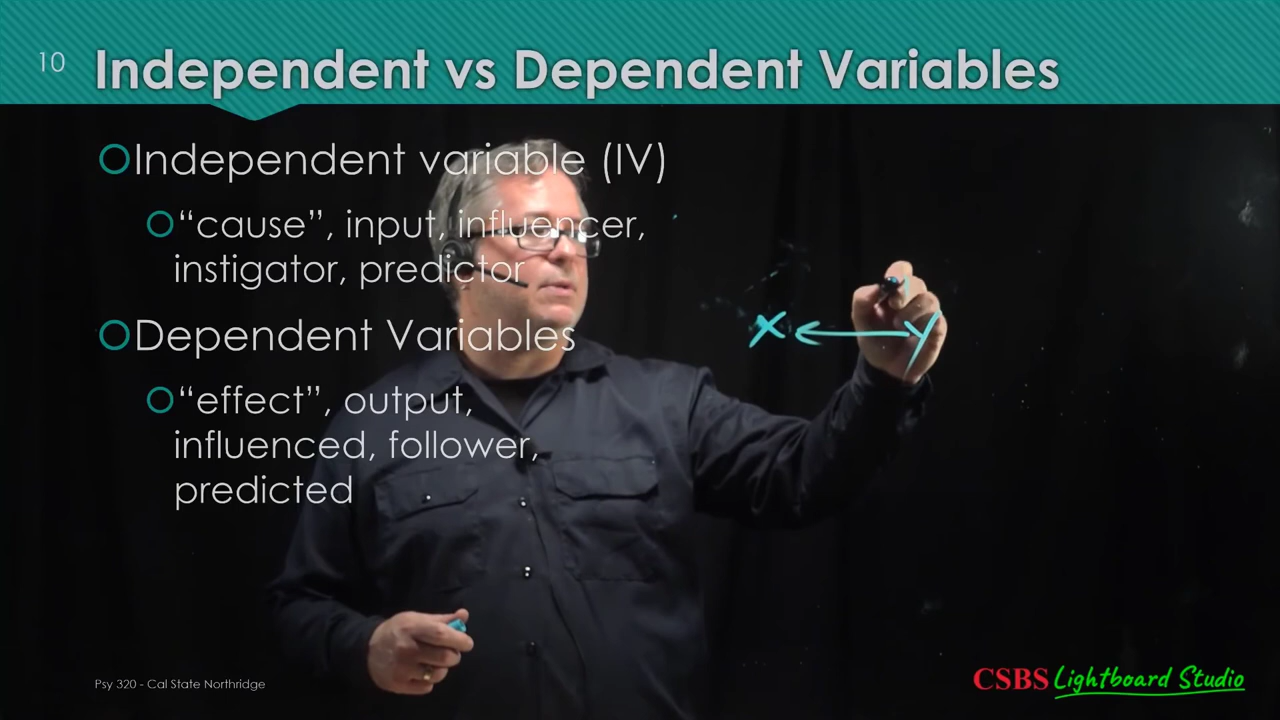 10
Independent vs Dependent Variables
Independent variable (IV)
“cause”, input, influencer,
instigator, predictor
Dependent Variables
“effect”, output,
influenced, follower,
predicted
X ← Y
Psy 320 - Cal State Northridge
CSBS Lightboard Studio